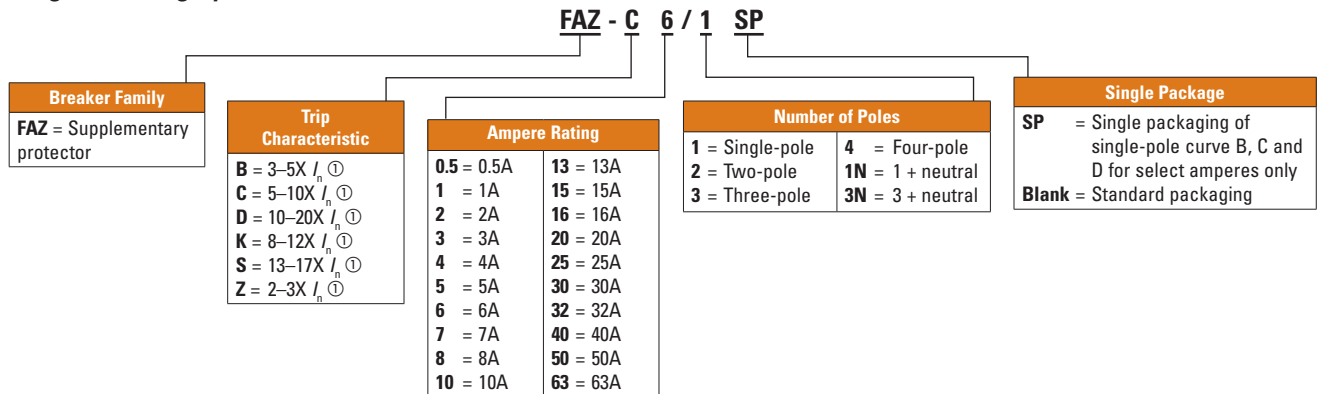 FAZ - C 6 / 1 SP
Breaker Family
FAZ = Supplementary
protector
Trip
Characteristic
B = 3–5X Iₙ ①
C = 5–10X Iₙ ①
D = 10–20X Iₙ ①
K = 8–12X Iₙ ①
S = 13–17X Iₙ ①
Z = 2–3X Iₙ ①
Ampere Rating
0.5 = 0.5A
1 = 1A
2 = 2A
3 = 3A
4 = 4A
5 = 5A
6 = 6A
7 = 7A
8 = 8A
10 = 10A
13 = 13A
15 = 15A
16 = 16A
20 = 20A
25 = 25A
30 = 30A
32 = 32A
40 = 40A
50 = 50A
63 = 63A
Number of Poles
1 = Single-pole
2 = Two-pole
3 = Three-pole
4 = Four-pole
1N = 1 + neutral
3N = 3 + neutral
Single Package
SP = Single packaging of
single-pole curve B, C and
D for select amperes only
Blank = Standard packaging